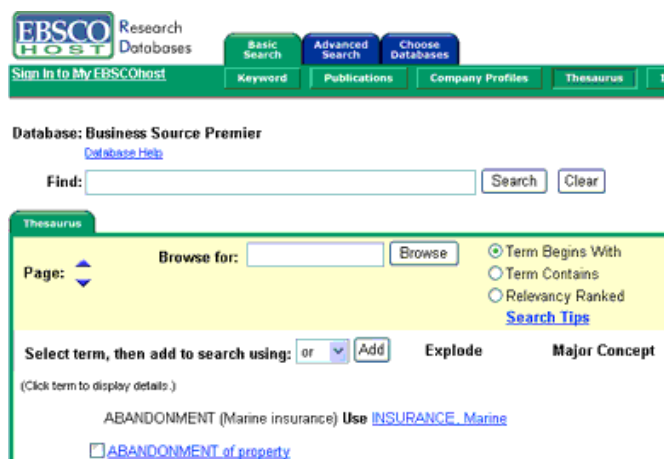 EBSCO Research
HOST Databases
Basic Search
Advanced Search
Choose Databases
Sign In to My EBSCOhost
Keyword Publications Company Profiles Thesaurus
Database: Business Source Premier
Database Help
Find: Search Clear
Thesaurus
Page: Browse for: Browse
Term Begins With
Term Contains
Relevancy Ranked
Search Tips
Select term, then add to search using: or Add Explode Major Concept
(Click term to display details.)
ABANDONMENT (Marine insurance) Use INSURANCE, Marine
ABANDONMENT of property